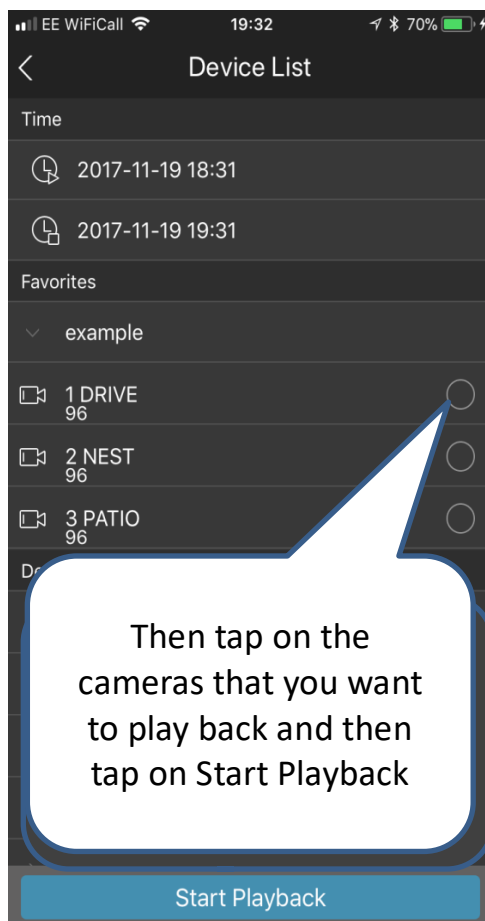 EE WiFiCall 19:32 70%
Device List
Time
2017-11-19 18:31
2017-11-19 19:31
Favorites
example
1 DRIVE
96
2 NEST
96
3 PATIO
96
Then tap on the
cameras that you want
to play back and then
tap on Start Playback
Start Playback